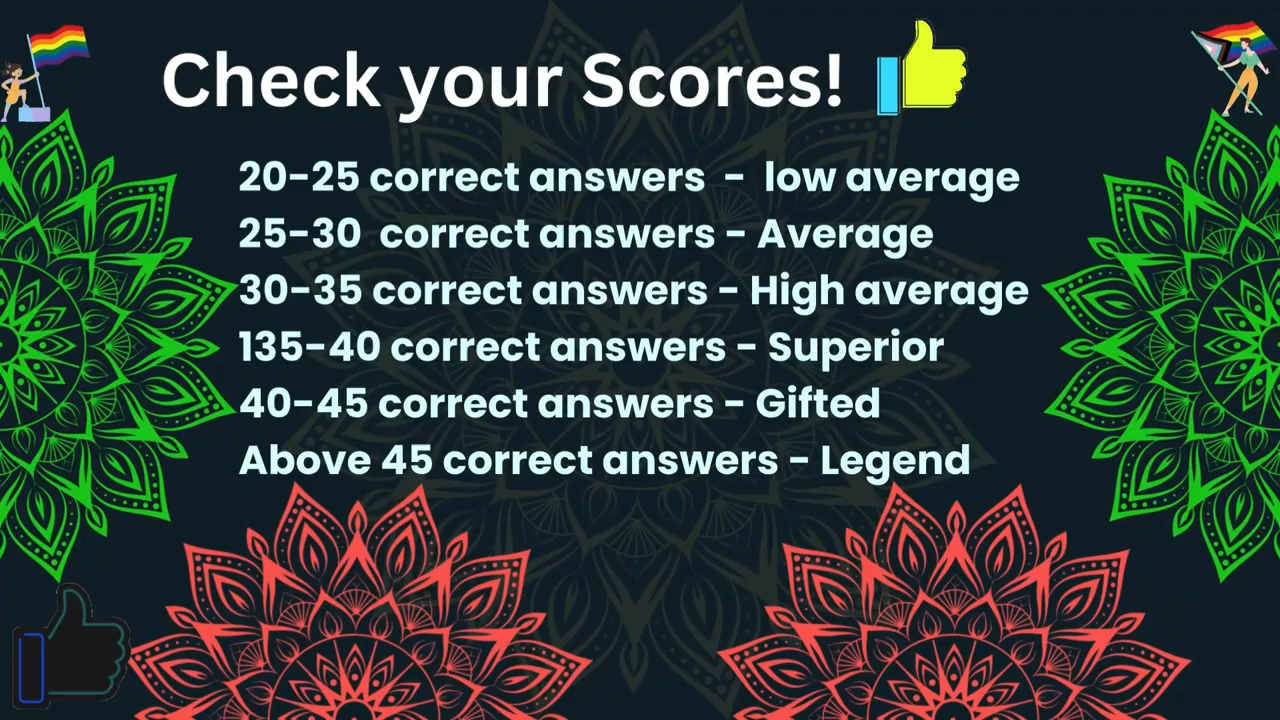 Check your Scores!
20-25 correct answers - low average
25-30 correct answers - Average
30-35 correct answers - High average
135-40 correct answers - Superior
40-45 correct answers - Gifted
Above 45 correct answers - Legend